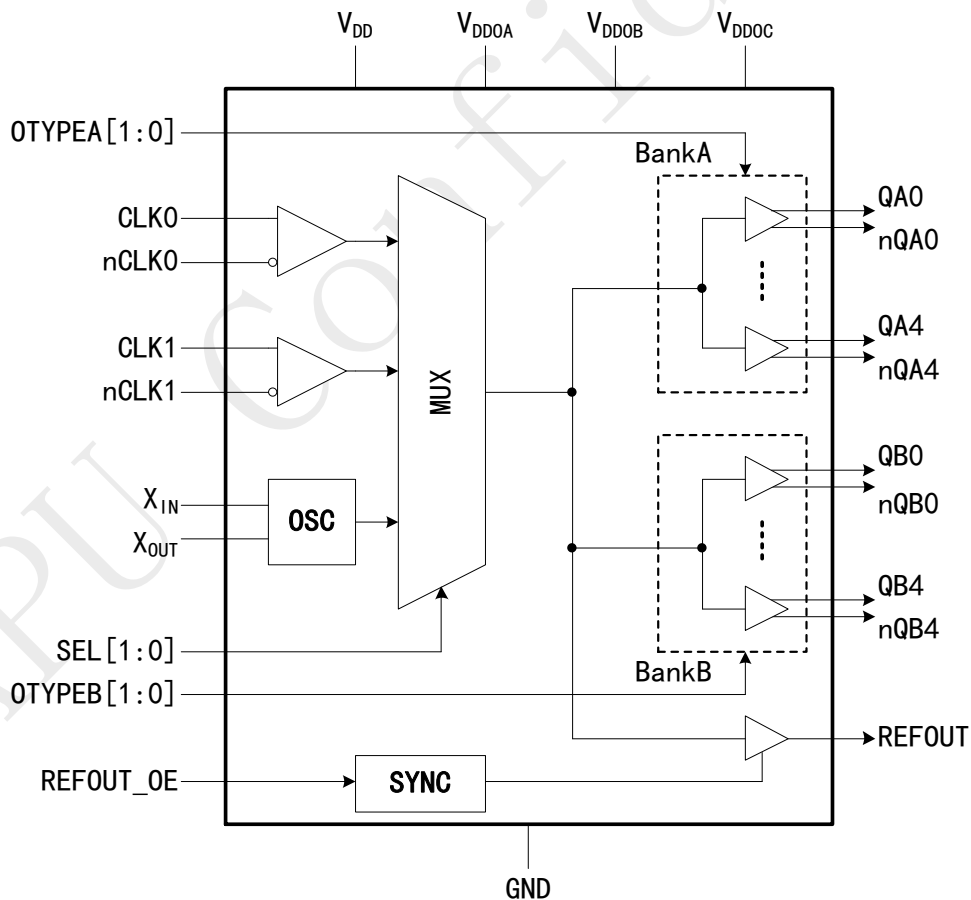 VDD VDDOA VDDOB VDDOC
OTYPEA[1:0]
BankA
CLK0
nCLK0
QA0
nQA0
CLK1
nCLK1
QA4
nQA4
MUX
XIN
XOUT
OSC
QB0
nQB0
QB4
nQB4
SEL[1:0]
OTYPEB[1:0]
BankB
REFOUT
REFOUT_OE
SYNC
GND